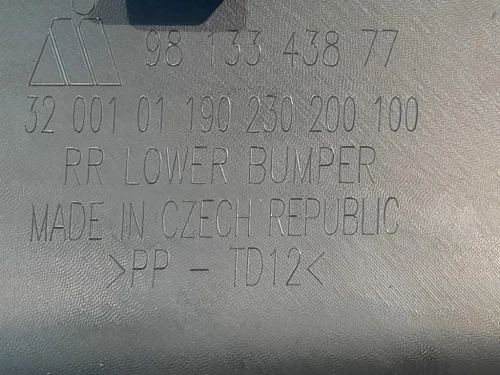 98 133 438 77
32 001 01 190 230 200 100
RR LOWER BUMPER
MADE IN CZECH REPUBLIC
>PP - TD12<